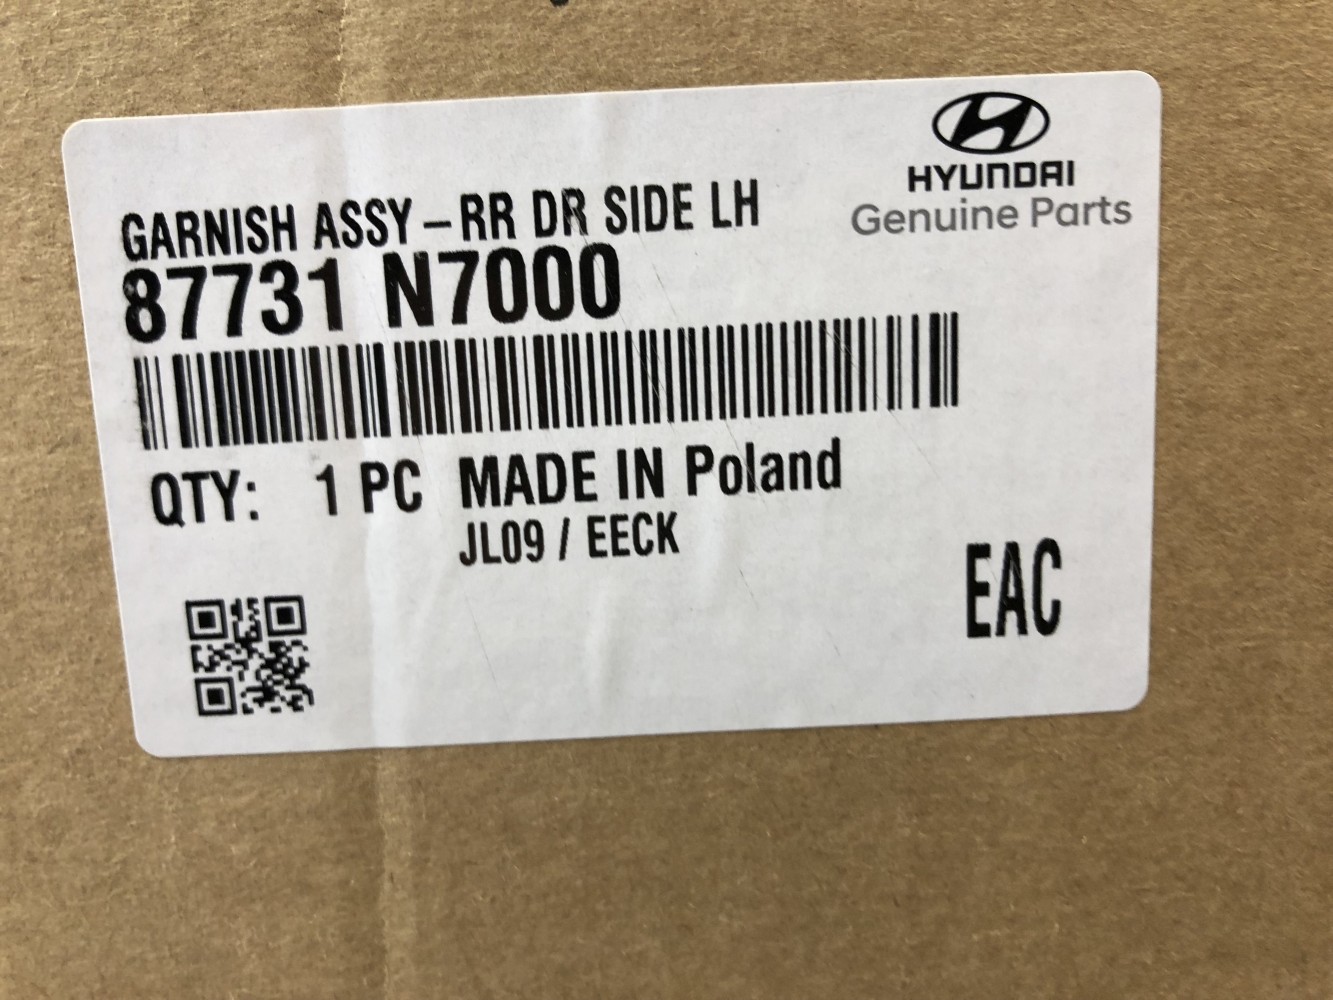 HYUNDAI
Genuine Parts
GARNISH ASSY-RR DR SIDE LH
87731 N7000
QTY: 1 PC MADE IN Poland
JL09 / EECK
EAC